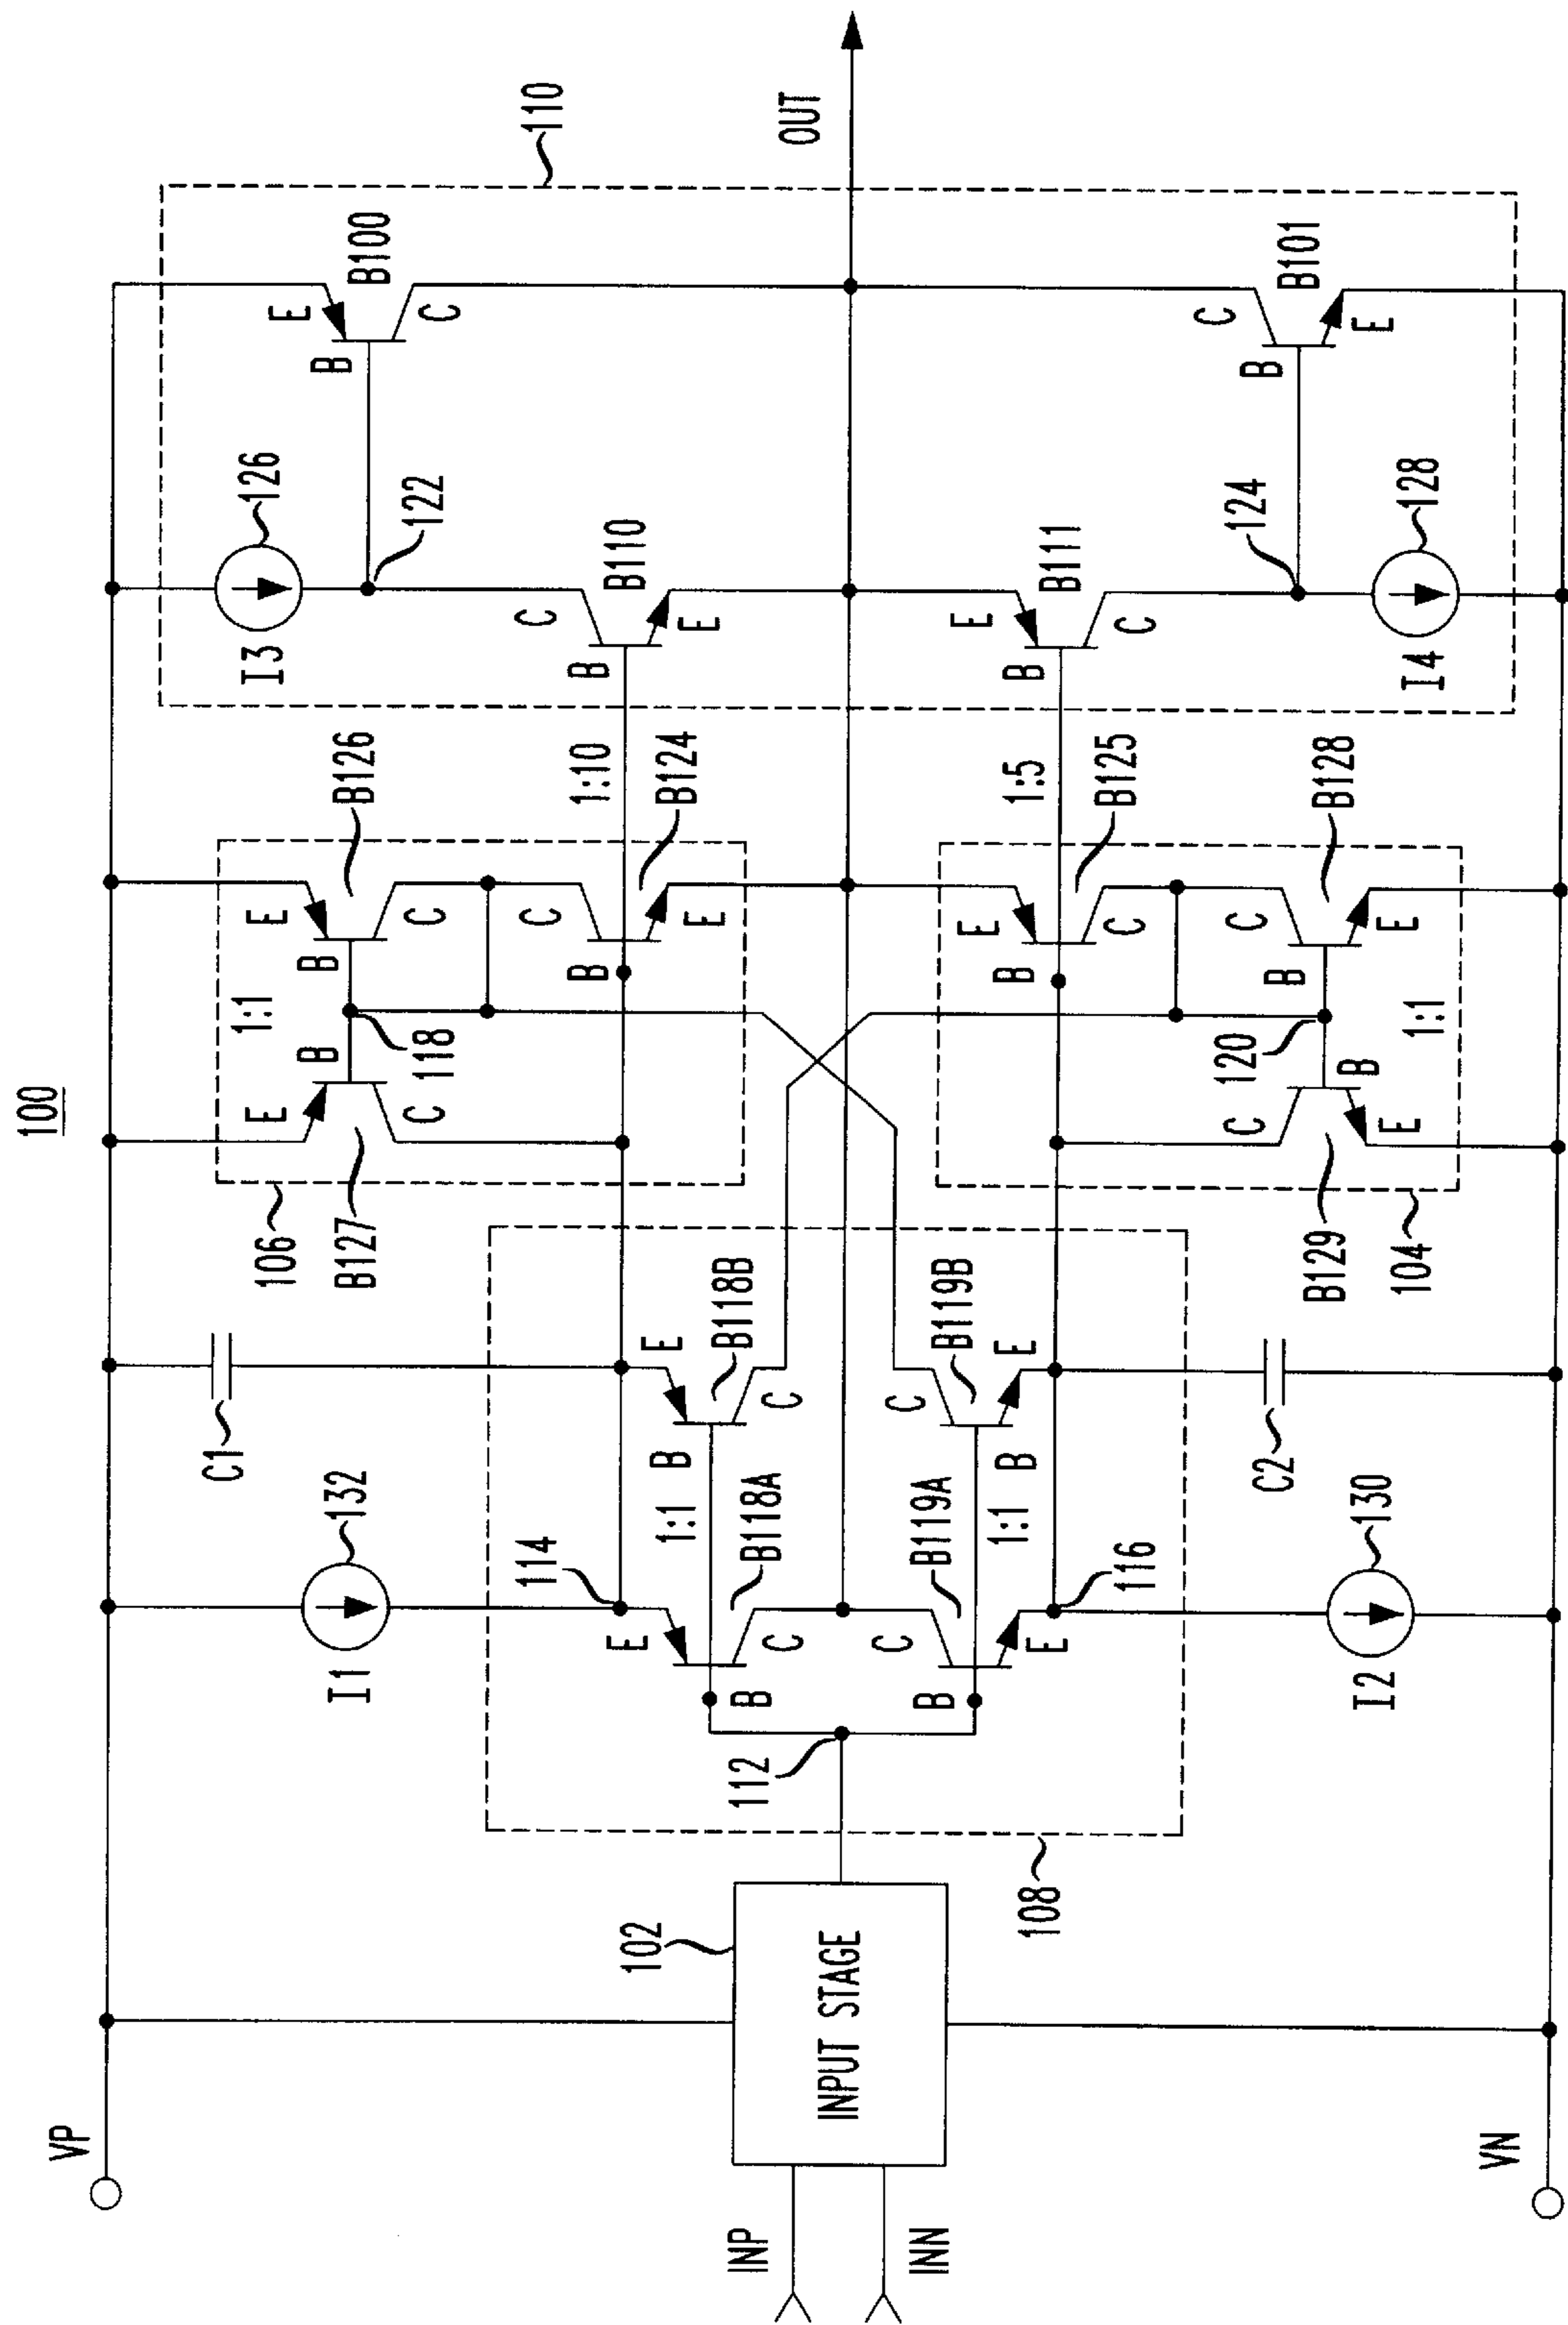 100
VP
VN
INP
INN
102
INPUT STAGE
108
112
I1
132
C1
114
E
B
C
B118A
1:1
E
B
C
B118B
C
B
E
B119A
1:1
C
B
E
B119B
116
I2
130
C2
106
B127
E
B
C
1:1
118
B126
E
B
C
C
B
E
B124
1:10
104
B129
C
B
E
1:1
120
B128
C
B
E
E
B
C
B125
1:5
110
I3
126
122
C
B
E
B110
E
B
C
B111
124
I4
128
E
B
C
B100
C
B
E
B101
OUT